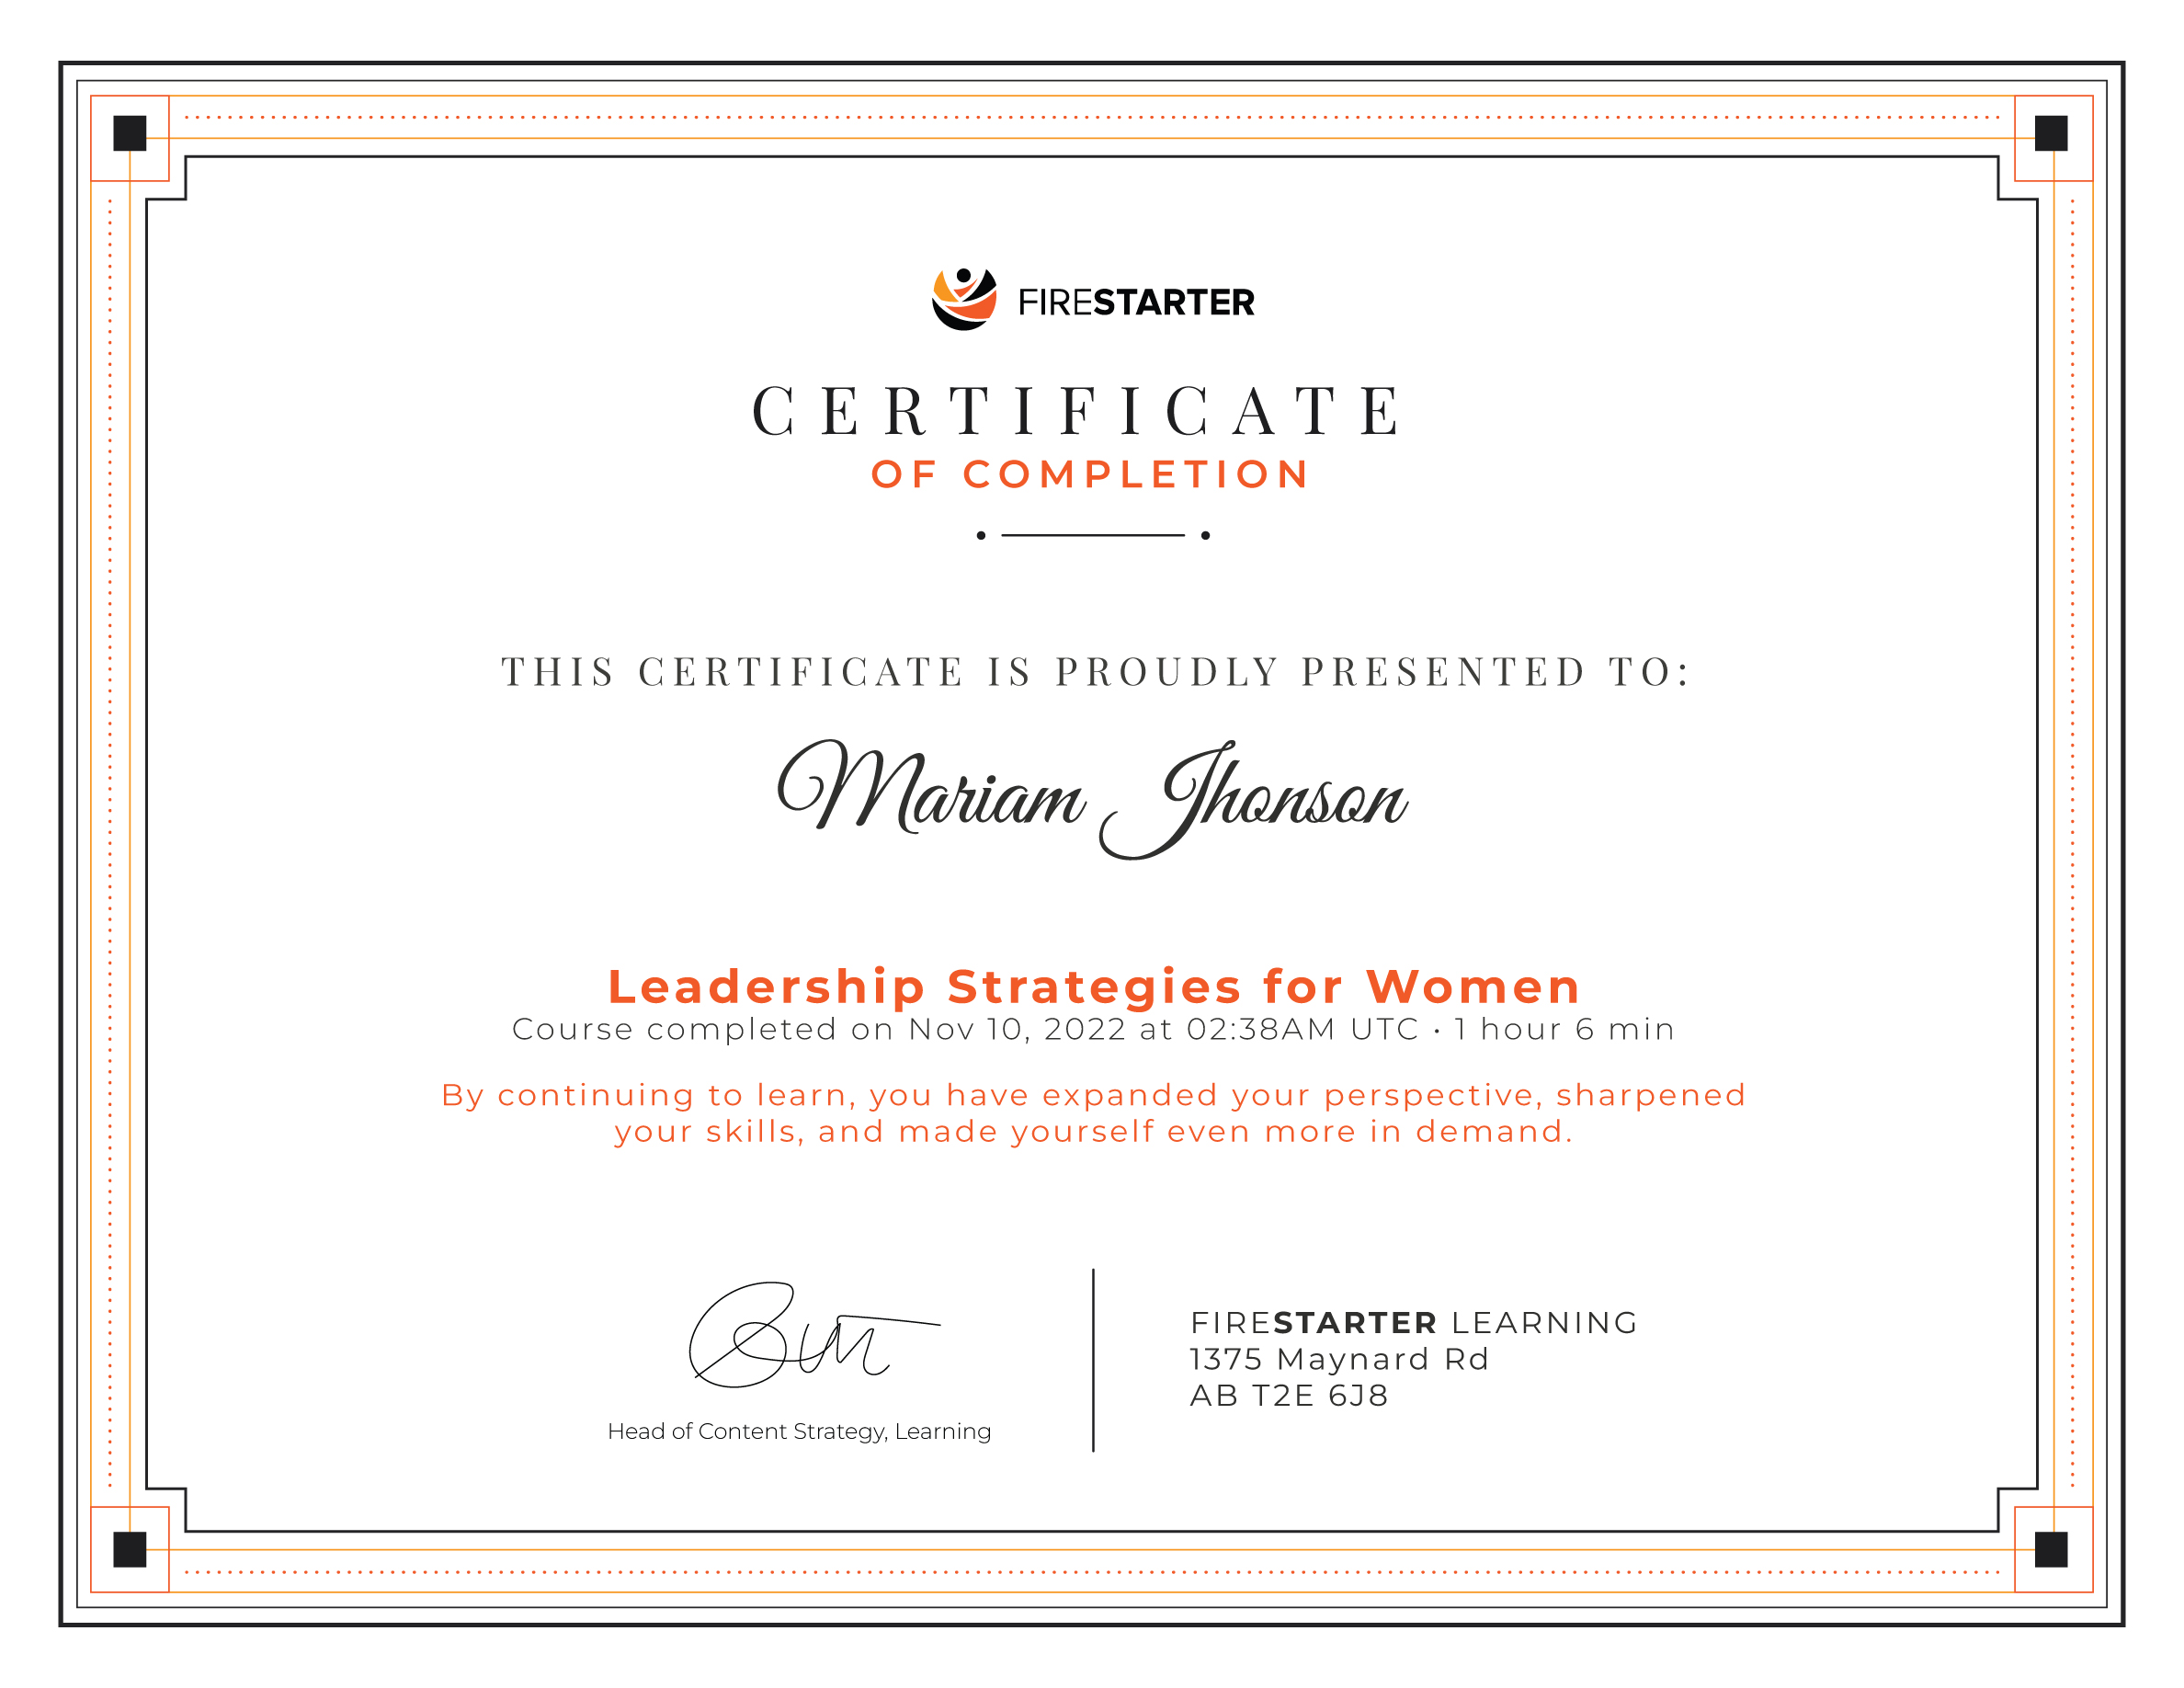 FIRESTARTER
CERTIFICATE
OF COMPLETION
THIS CERTIFICATE IS PROUDLY PRESENTED TO:
Mariam Jhonson
Leadership Strategies for Women
Course completed on Nov 10, 2022 at 02:38AM UTC • 1 hour 6 min
By continuing to learn, you have expanded your perspective, sharpened
your skills, and made yourself even more in demand.
Head of Content Strategy, Learning
FIRESTARTER LEARNING
1375 Maynard Rd
AB T2E 6J8